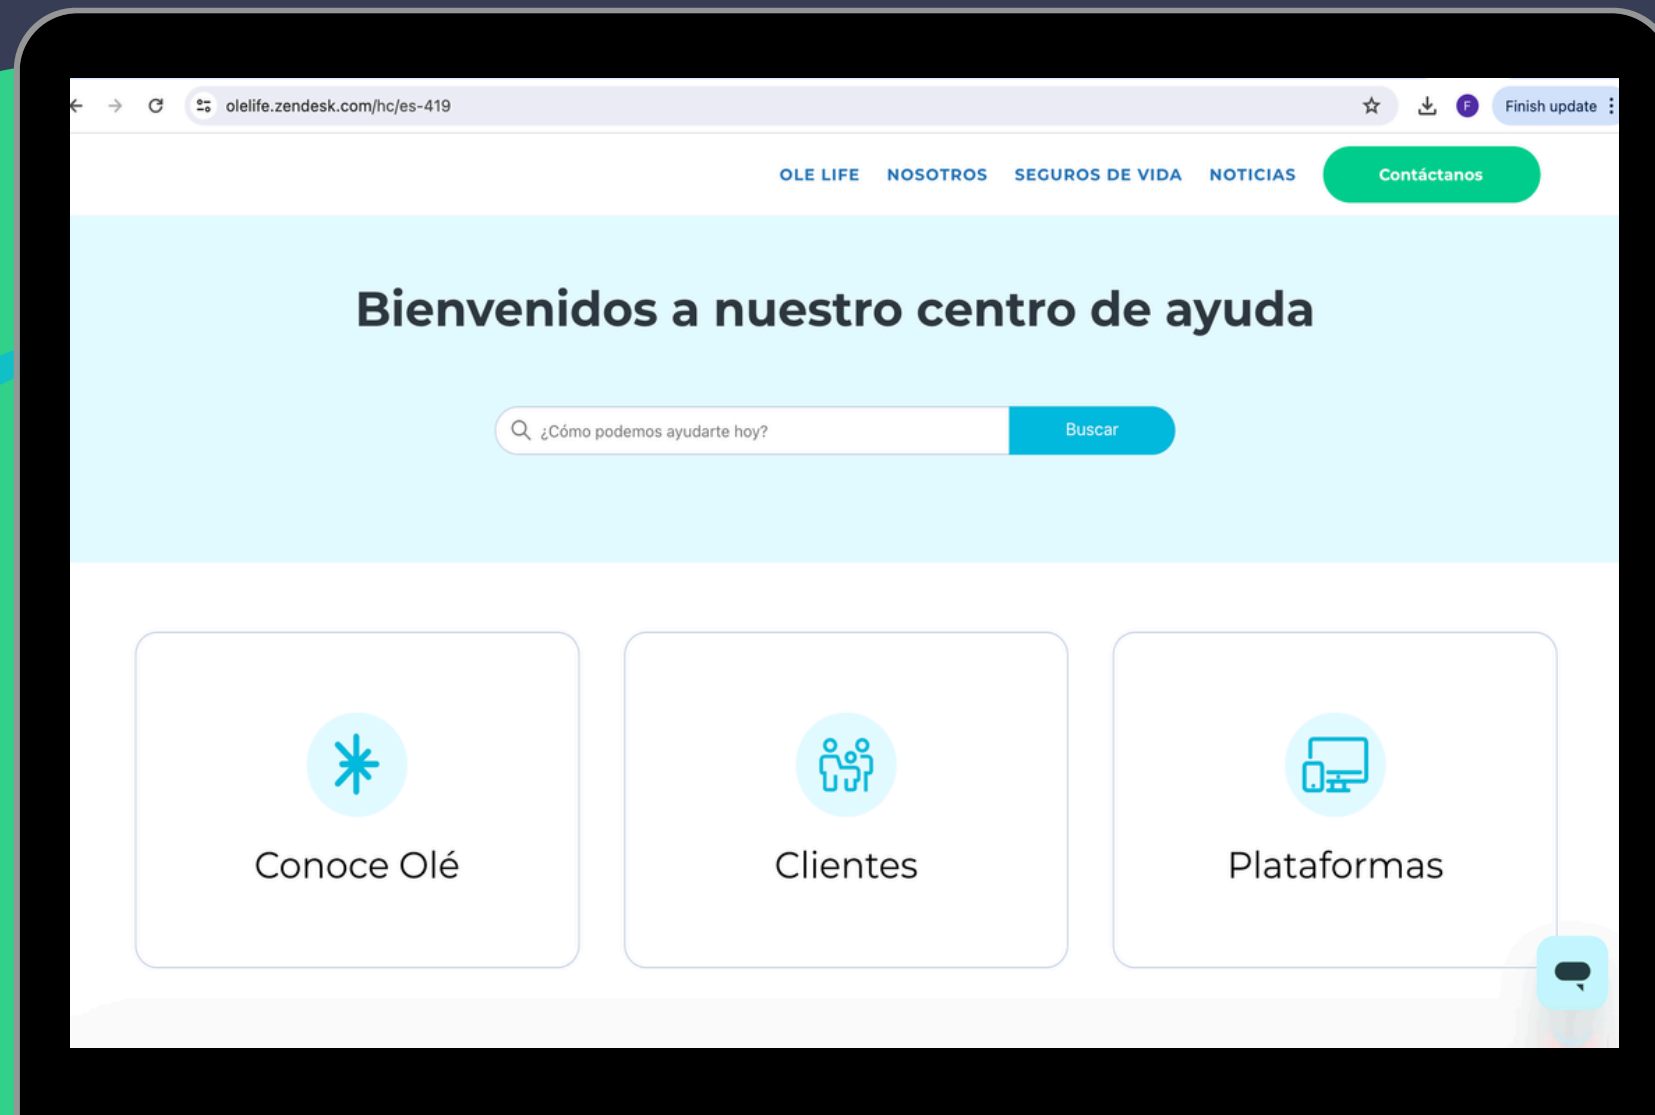 olelife.zendesk.com/hc/es-419
F
Finish update
OLE LIFE NOSOTROS SEGUROS DE VIDA NOTICIAS Contáctanos
Bienvenidos a nuestro centro de ayuda
¿Cómo podemos ayudarte hoy? Buscar
Conoce Olé Clientes Plataformas